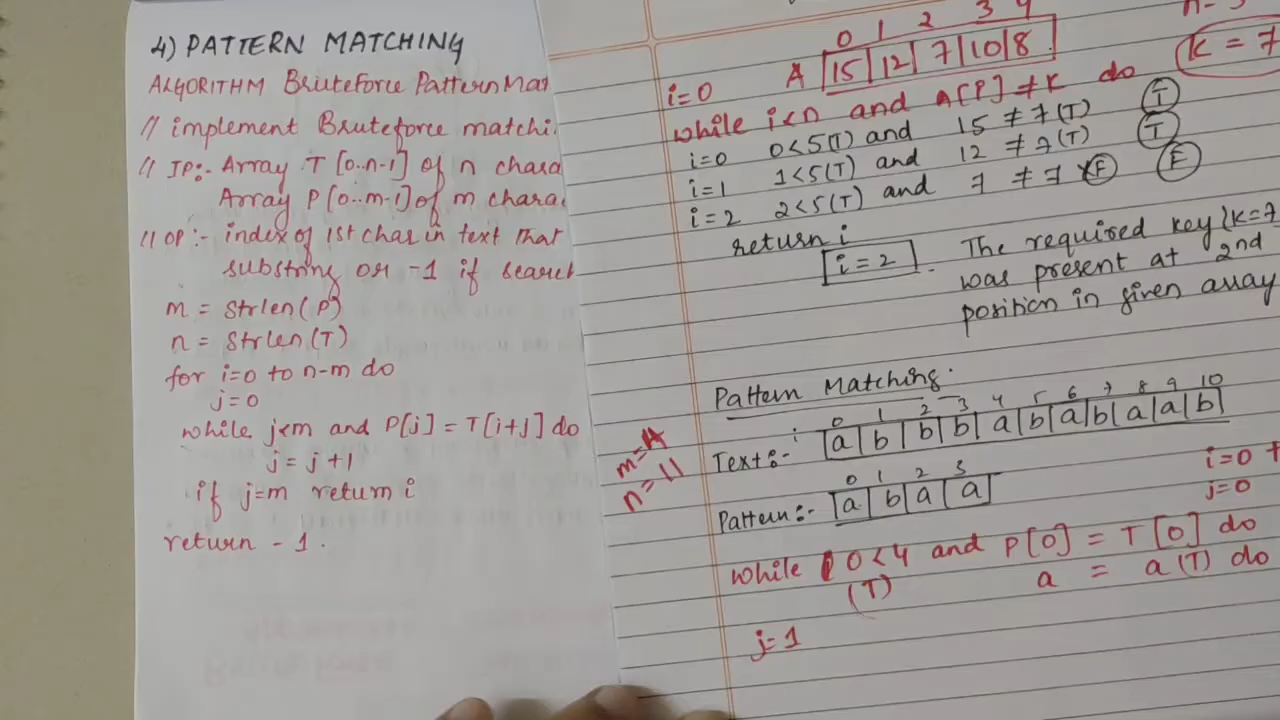 4) PATTERN MATCHING
ALGORITHM Bruteforce Pattern Mat
// implement Bruteforce matchi
// IP:- Array T [0..n-1] of n chara
Array P[0..m-1] of m charac
// OP:- index of 1st char in text that
substring or -1 if search
m = strlen(P)
n = strlen(T)
for i=0 to n-m do
j=0
while j<m and P[j] = T[i+j] do
j = j+1
if j=m return i
return -1.
0 1 2 3 4
A 15 12 7 10 8
k = 7
i=0
while i<n and A[P] ≠ K do
i=0 0<5(T) and 15 ≠ 7(T) T
i=1 1<5(T) and 12 ≠ 7(T) T
i=2 2<5(T) and 7 ≠ 7 F F
return i
[i=2].
The required key (k=7
was present at 2nd
position in given array
Pattern Matching.
i 0 1 2 3 4 5 6 7 8 9 10
Text:- a b b b a b a b a a b
m=4
n=11
0 1 2 3
Pattern:- a b a a
i=0 t
j=0
while 0<4 and P[0] = T[0] do
(T) a = a(T) do
j=1